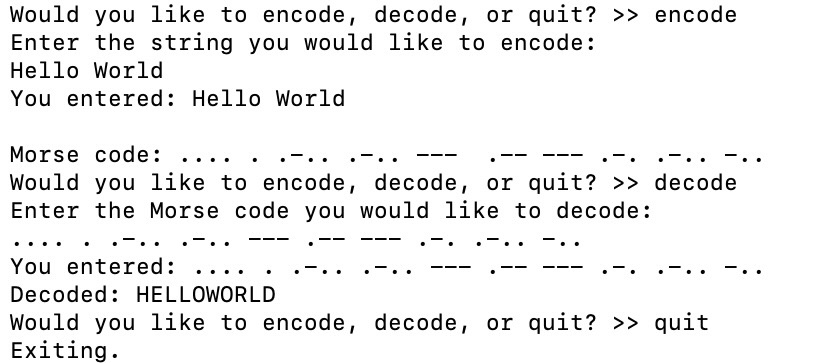 Would you like to encode, decode, or quit? >> encode
Enter the string you would like to encode:
Hello World
You entered: Hello World

Morse code: .... . .-.. .-.. ---  .-- --- .-. .-.. -..
Would you like to encode, decode, or quit? >> decode
Enter the Morse code you would like to decode:
.... . .-.. .-.. --- .-- --- .-. .-.. -..
You entered: .... . .-.. .-.. --- .-- --- .-. .-.. -..
Decoded: HELLOWORLD
Would you like to encode, decode, or quit? >> quit
Exiting.